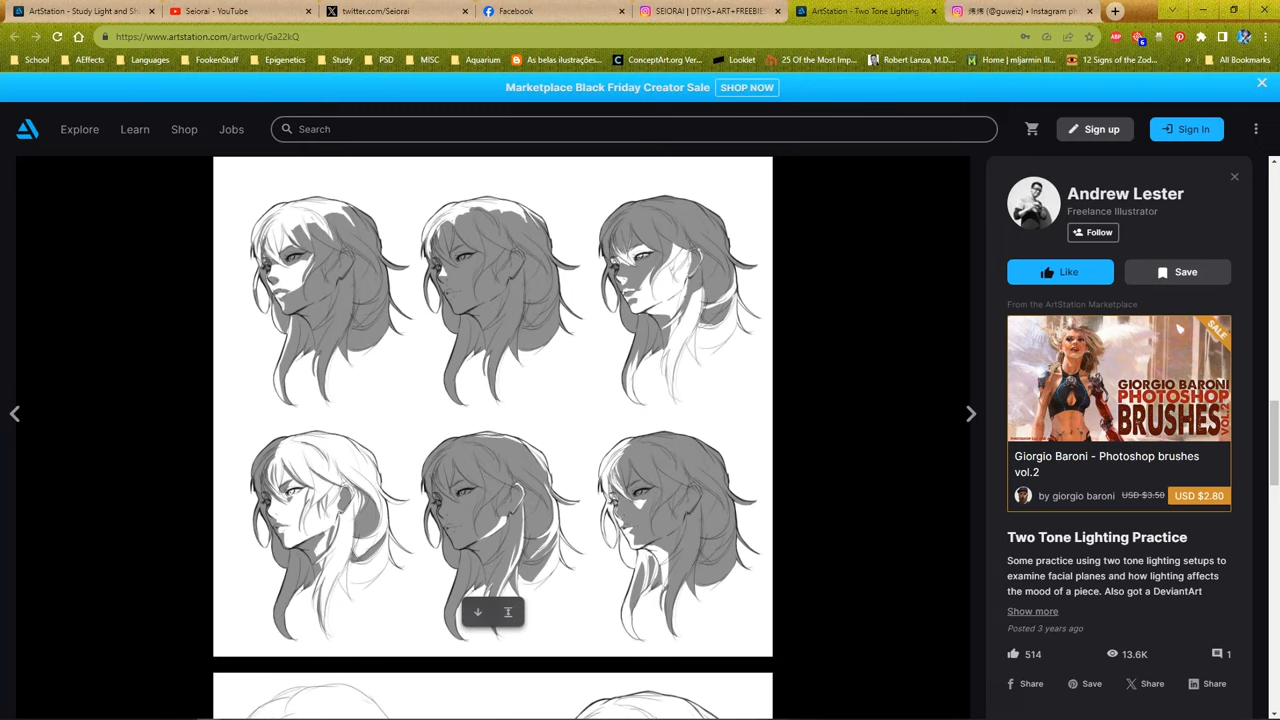 ArtStation - Study Light and Sh
Seiorai - YouTube
twitter.com/Seiorai
Facebook
SEIORAI | DTIYS+ART+FREEBIE
ArtStation - Two Tone Lighting
(@guweiz) • Instagram ph
https://www.artstation.com/artwork/Ga22kQ
ABP
6
School
AEffects
Languages
FookenStuff
Epigenetics
Study
PSD
MISC
Aquarium
As belas ilustrações...
ConceptArt.org Ver...
Looklet
25 Of the Most Imp...
Robert Lanza, M.D....
Home | mljarmin Ill...
12 Signs of the Zod...
»
All Bookmarks
Marketplace Black Friday Creator Sale SHOP NOW
Explore
Learn
Shop
Jobs
Search
Sign up
Sign In
Andrew Lester
Freelance Illustrator
Follow
Like
Save
From the ArtStation Marketplace
SALE
GIORGIO BARONI
PHOTOSHOP
BRUSHES
VOL.2
Giorgio Baroni - Photoshop brushes
vol.2
by giorgio baroni USD $3.50 USD $2.80
Two Tone Lighting Practice
Some practice using two tone lighting setups to
examine facial planes and how lighting affects
the mood of a piece. Also got a DeviantArt
Show more
Posted 3 years ago
514
13.6K
1
Share
Save
Share
Share